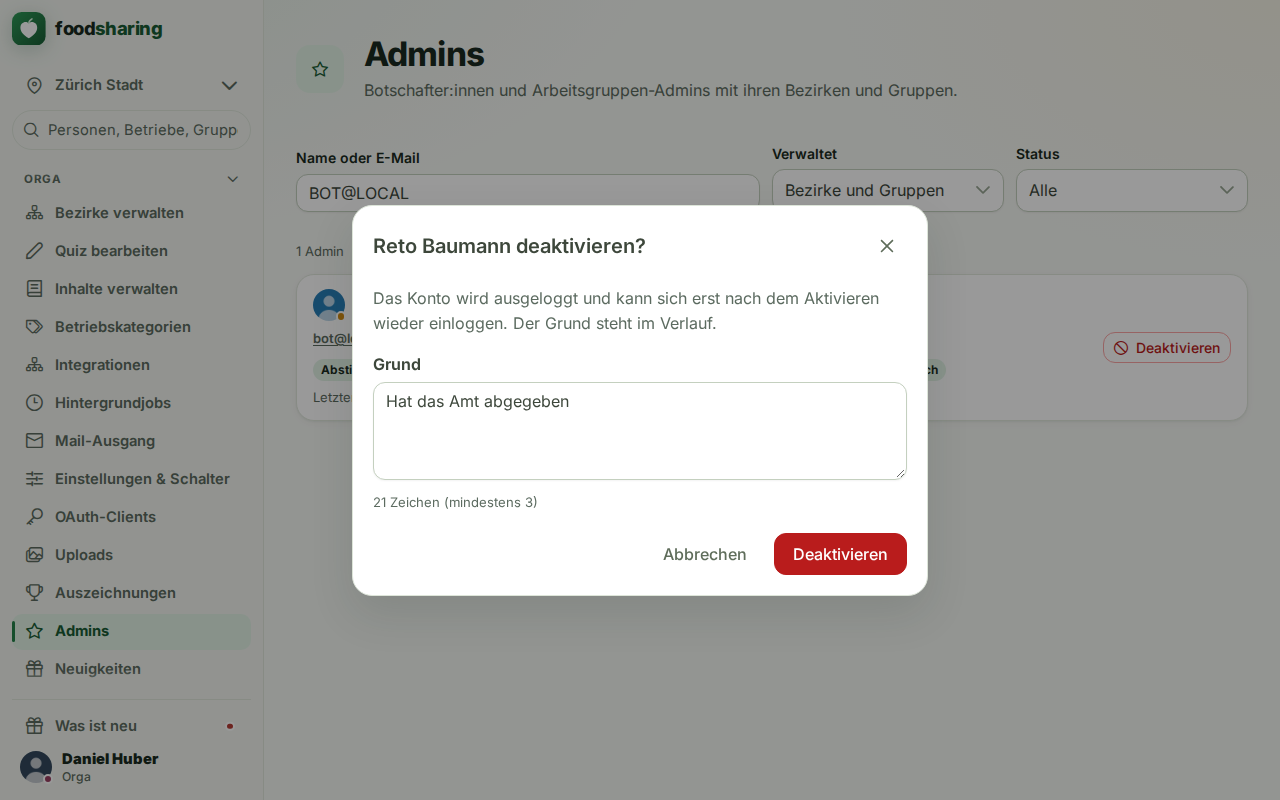 foodsharing
Zürich Stadt
Personen, Betriebe, Grupp
ORGA
Bezirke verwalten
Quiz bearbeiten
Inhalte verwalten
Betriebskategorien
Integrationen
Hintergrundjobs
Mail-Ausgang
Einstellungen & Schalter
OAuth-Clients
Uploads
Auszeichnungen
Admins
Neuigkeiten
Was ist neu
Daniel Huber
Orga
Admins
Botschafter:innen und Arbeitsgruppen-Admins mit ihren Bezirken und Gruppen.
Name oder E-Mail
BOT@LOCAL
Verwaltet
Bezirke und Gruppen
Status
Alle
1 Admin
Deaktivieren
Reto Baumann deaktivieren?
Das Konto wird ausgeloggt und kann sich erst nach dem Aktivieren
wieder einloggen. Der Grund steht im Verlauf.
Grund
Hat das Amt abgegeben
21 Zeichen (mindestens 3)
Abbrechen
Deaktivieren